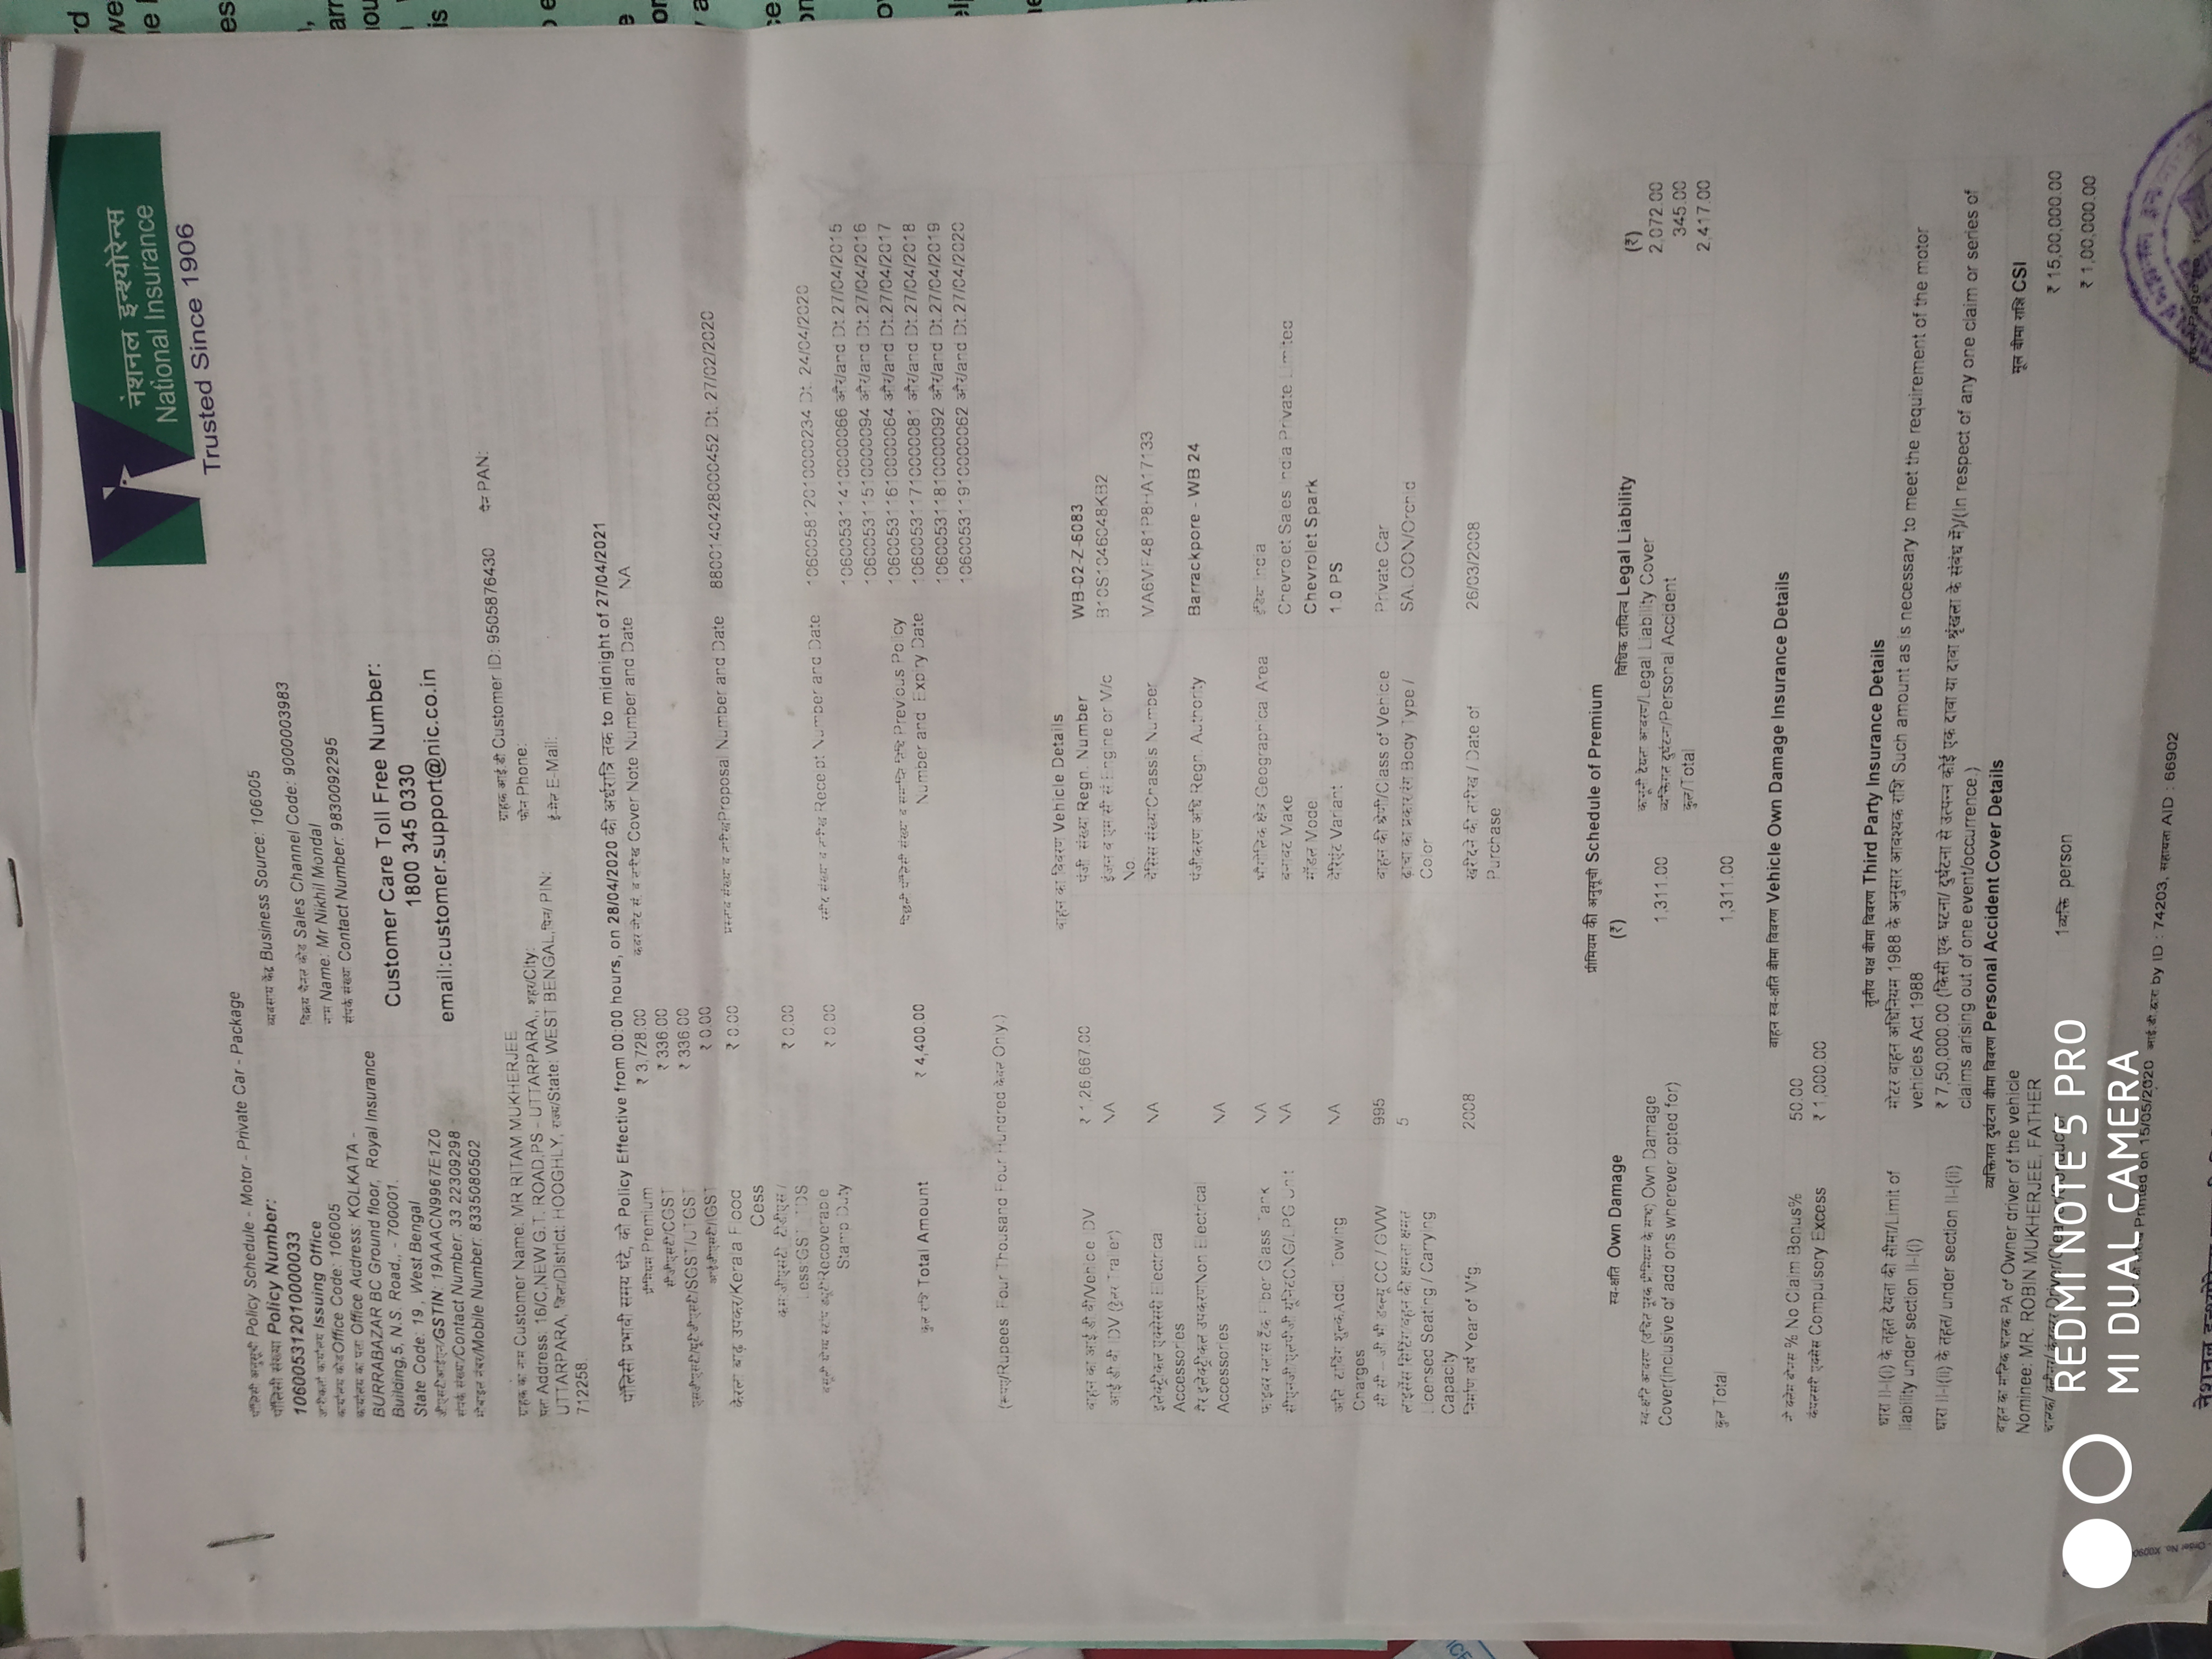 नेशनल इन्श्योरेन्स
National Insurance
Trusted Since 1906
पॉलिसी अनुसूची Policy Schedule - Motor - Private Car - Package
पॉलिसी संख्या Policy Number:
106005312010000033
जारीकर्ता कार्यालय Issuing Office
कार्यालय कोडOffice Code: 106005
कार्यालय का पता Office Address: KOLKATA -
BURRABAZAR BC Ground floor, Royal Insurance
Building,5, N.S. Road,, - 700001.
State Code: 19 , West Bengal
जीएसटीआईएन/GSTIN: 19AAACN9967E1Z0
संपर्क संख्या/Contact Number: 33 22309298
मोबाइल नंबर/Mobile Number: 8335080502
व्यवसाय केंद्र Business Source: 106005
विक्रय चैनल कोड Sales Channel Code: 9000003983
नाम Name: Mr Nikhil Mondal
संपर्क संख्या Contact Number: 9830092295
Customer Care Toll Free Number:
1800 345 0330
email:customer.support@nic.co.in
ग्राहक का नाम Customer Name: MR RITAM MUKHERJEE
पता Address: 16/C,NEW G.T. ROAD,PS - UTTARPARA,, शहर/City:
UTTARPARA, जिला/District: HOOGHLY, राज्य/State: WEST BENGAL,पिन/ PIN:
712258.
ग्राहक आई.डी Customer ID: 9505876430 पैन PAN:
फोन Phone:
ई-मेल E-Mail:
पॉलिसी प्रभावी समय घंटे, को Policy Effective from 00:00 hours, on 28/04/2020 की अर्धरात्रि तक to midnight of 27/04/2021
प्रीमियम Premium ₹ 3,728.00 कवर नोट सं. व तारीख Cover Note Number and Date NA
सीजीएसटी/CGST ₹ 336.00
एसजीएसटी/यूटीजीएसटी/SGST/UTGST ₹ 336.00
आईजीएसटी/IGST ₹ 0.00 प्रस्ताव संख्या व तारीखProposal Number and Date 8800140428000452 Dt. 27/02/2020
केरला बाढ़ उपकर/Kerala Flood ₹ 0.00
Cess
कम:जीएसटी_टीडीएस / ₹ 0.00
Less:GST_TDS
वसूली योग्य स्टांप ड्यूटीRecoverable ₹ 0.00 रसीद संख्या व तारीख Receipt Number and Date 106005812010000234 Dt. 24/04/2020
Stamp Duty
106005311410000066 और/and Dt.27/04/2015
106005311510000094 और/and Dt.27/04/2016
पिछली पॉलिसी संख्या व समाप्ति तिथि Previous Policy 106005311610000064 और/and Dt.27/04/2017
कुल राशि Total Amount ₹ 4,400.00 Number and Expiry Date 106005311710000081 और/and Dt.27/04/2018
106005311810000092 और/and Dt.27/04/2019
106005311910000062 और/and Dt.27/04/2020
(रूपए/Rupees Four Thousand Four Hundred केवल Only.)
वाहन का विवरण Vehicle Details
वाहन का आई.डी वी/Vehicle IDV ₹ 1,26,667.00 पंजी. संख्या Regn. Number WB-02-Z-6083
आई.डी वी IDV (ट्रेलर Trailer) NA इंजन व एम/सी सं Engine or M/c B10S1046048KB2
No.
इलेक्ट्रीकल एक्सेसरी Electrical NA चेसिस संख्याChassis Number MA6MF481P8HA17133
Accessories
गैर इलेक्ट्रीकल उपकरणNon Electrical पंजीकरण अधि Regn. Authority Barrackpore - WB 24
Accessories NA
फाइबर ग्लास टैंक Fiber Glass Tank NA भौगोलिक क्षेत्र Geographical Area इंडिया India
सीएनजी/एलपीजी यूनिटCNG/LPG Unit NA बनावट Make Chevrolet Sales India Private Limited
मॉडल Model Chevrolet Spark
अति. टाविंग शुल्कAddl. Towing NA वेरिएंट Variant 1.0 PS
Charges
सी सी – जी भी डब्ल्यू CC / GVW 995 वाहन की श्रेणी/Class of Vehicle Private Car
लाइसेंस सिटिंग/वहन की क्षमता क्षमत 5 ढ़ाचा का प्रकार/रंग Body Type / SALOON/Orchid
Licensed Seating / Carrying Color
Capacity
निर्माण वर्ष Year of Mfg. 2008 खरीदने की तारीख / Date of 26/03/2008
Purchase
प्रीमियम की अनुसूची Schedule of Premium
स्व-क्षति Own Damage (₹) विधिक दायित्व Legal Liability (₹)
स्व-क्षति आवरण (उचित पूरक प्रीमियम के साथ) Own Damage कानूनी देयता आवरण/Legal Liability Cover 2,072.00
Cover(inclusive of add ons wherever opted for) 1,311.00 व्यक्तिगत दुर्घटना/Personal Accident 345.00
कुल/Total 2,417.00
कुल Total 1,311.00
वाहन स्व-क्षति बीमा विवरण Vehicle Own Damage Insurance Details
नो क्लेम बोनस % No Claim Bonus% 50.00
कंपलसरी एक्सेस Compulsory Excess ₹ 1,000.00
तृतीय पक्ष बीमा विवरण Third Party Insurance Details
धारा II-I(i) के तहत देयता की सीमा/Limit of मोटर वाहन अधिनियम 1988 के अनुसार आवश्यक राशि Such amount as is necessary to meet the requirement of the motor
liability under section II-I(i) vehicles Act 1988
धारा II-I(ii) के तहत/ under section II-I(ii) ₹ 7,50,000.00 (किसी एक घटना/ दुर्घटना से उत्पन्न कोई एक दावा या दावा श्रृंखला के संबंध में)/(In respect of any one claim or series of
claims arising out of one event/occurrence.)
व्यक्तिगत दुर्घटना बीमा विवरण Personal Accident Cover Details
वाहन का मालिक चालक PA of Owner driver of the vehicle मूल बीमा राशि CSI
Nominee: MR. ROBIN MUKHERJEE, FATHER ₹ 15,00,000.00
चालक/ क्लीनर/ कंडक्टर Driver/Cleaner/Conductor 1व्यक्ति person ₹ 1,00,000.00
REDMI NOTE 5 PRO
MI DUAL CAMERA
Printed on 15/05/2020 आई.डी.द्वारा by ID : 74203, सहायता AID : 66902
Page no. 1